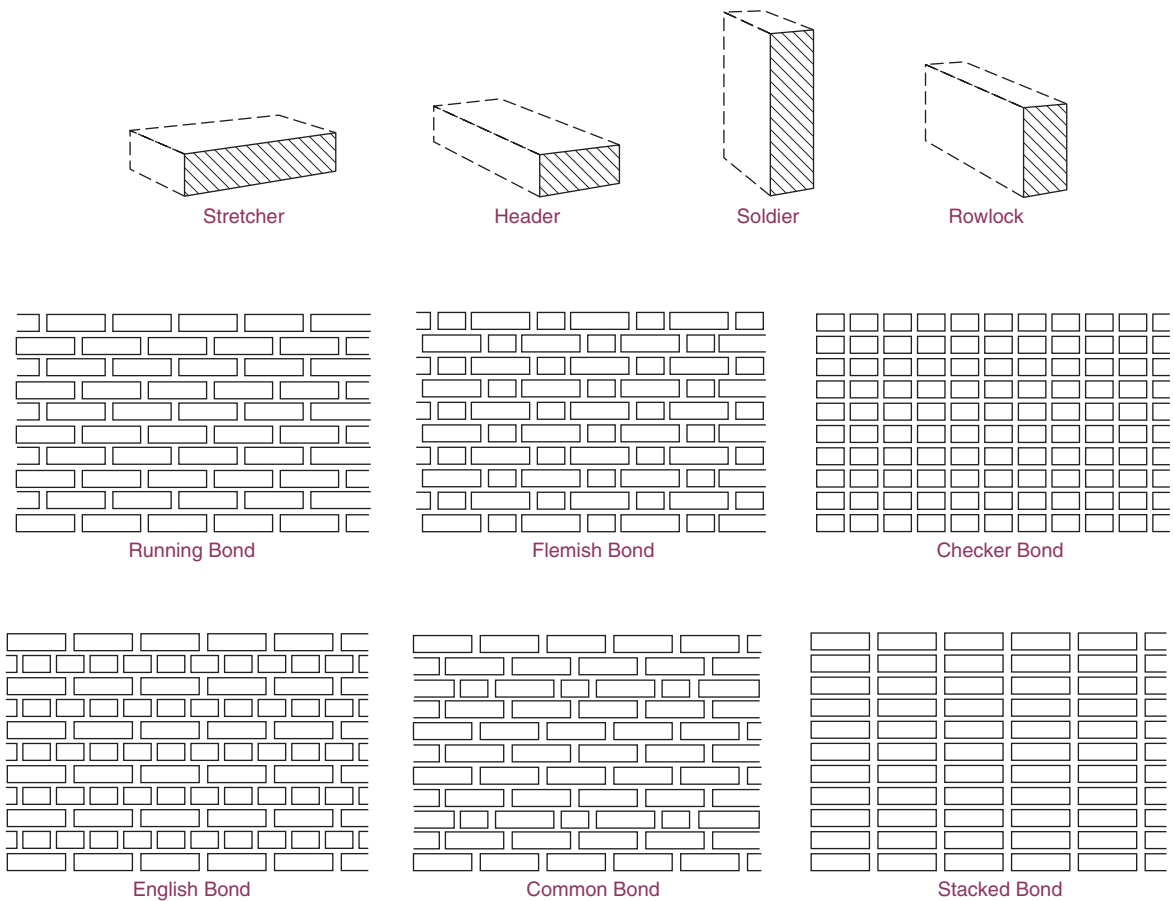 Stretcher
Header
Soldier
Rowlock
Running Bond
Flemish Bond
Checker Bond
English Bond
Common Bond
Stacked Bond